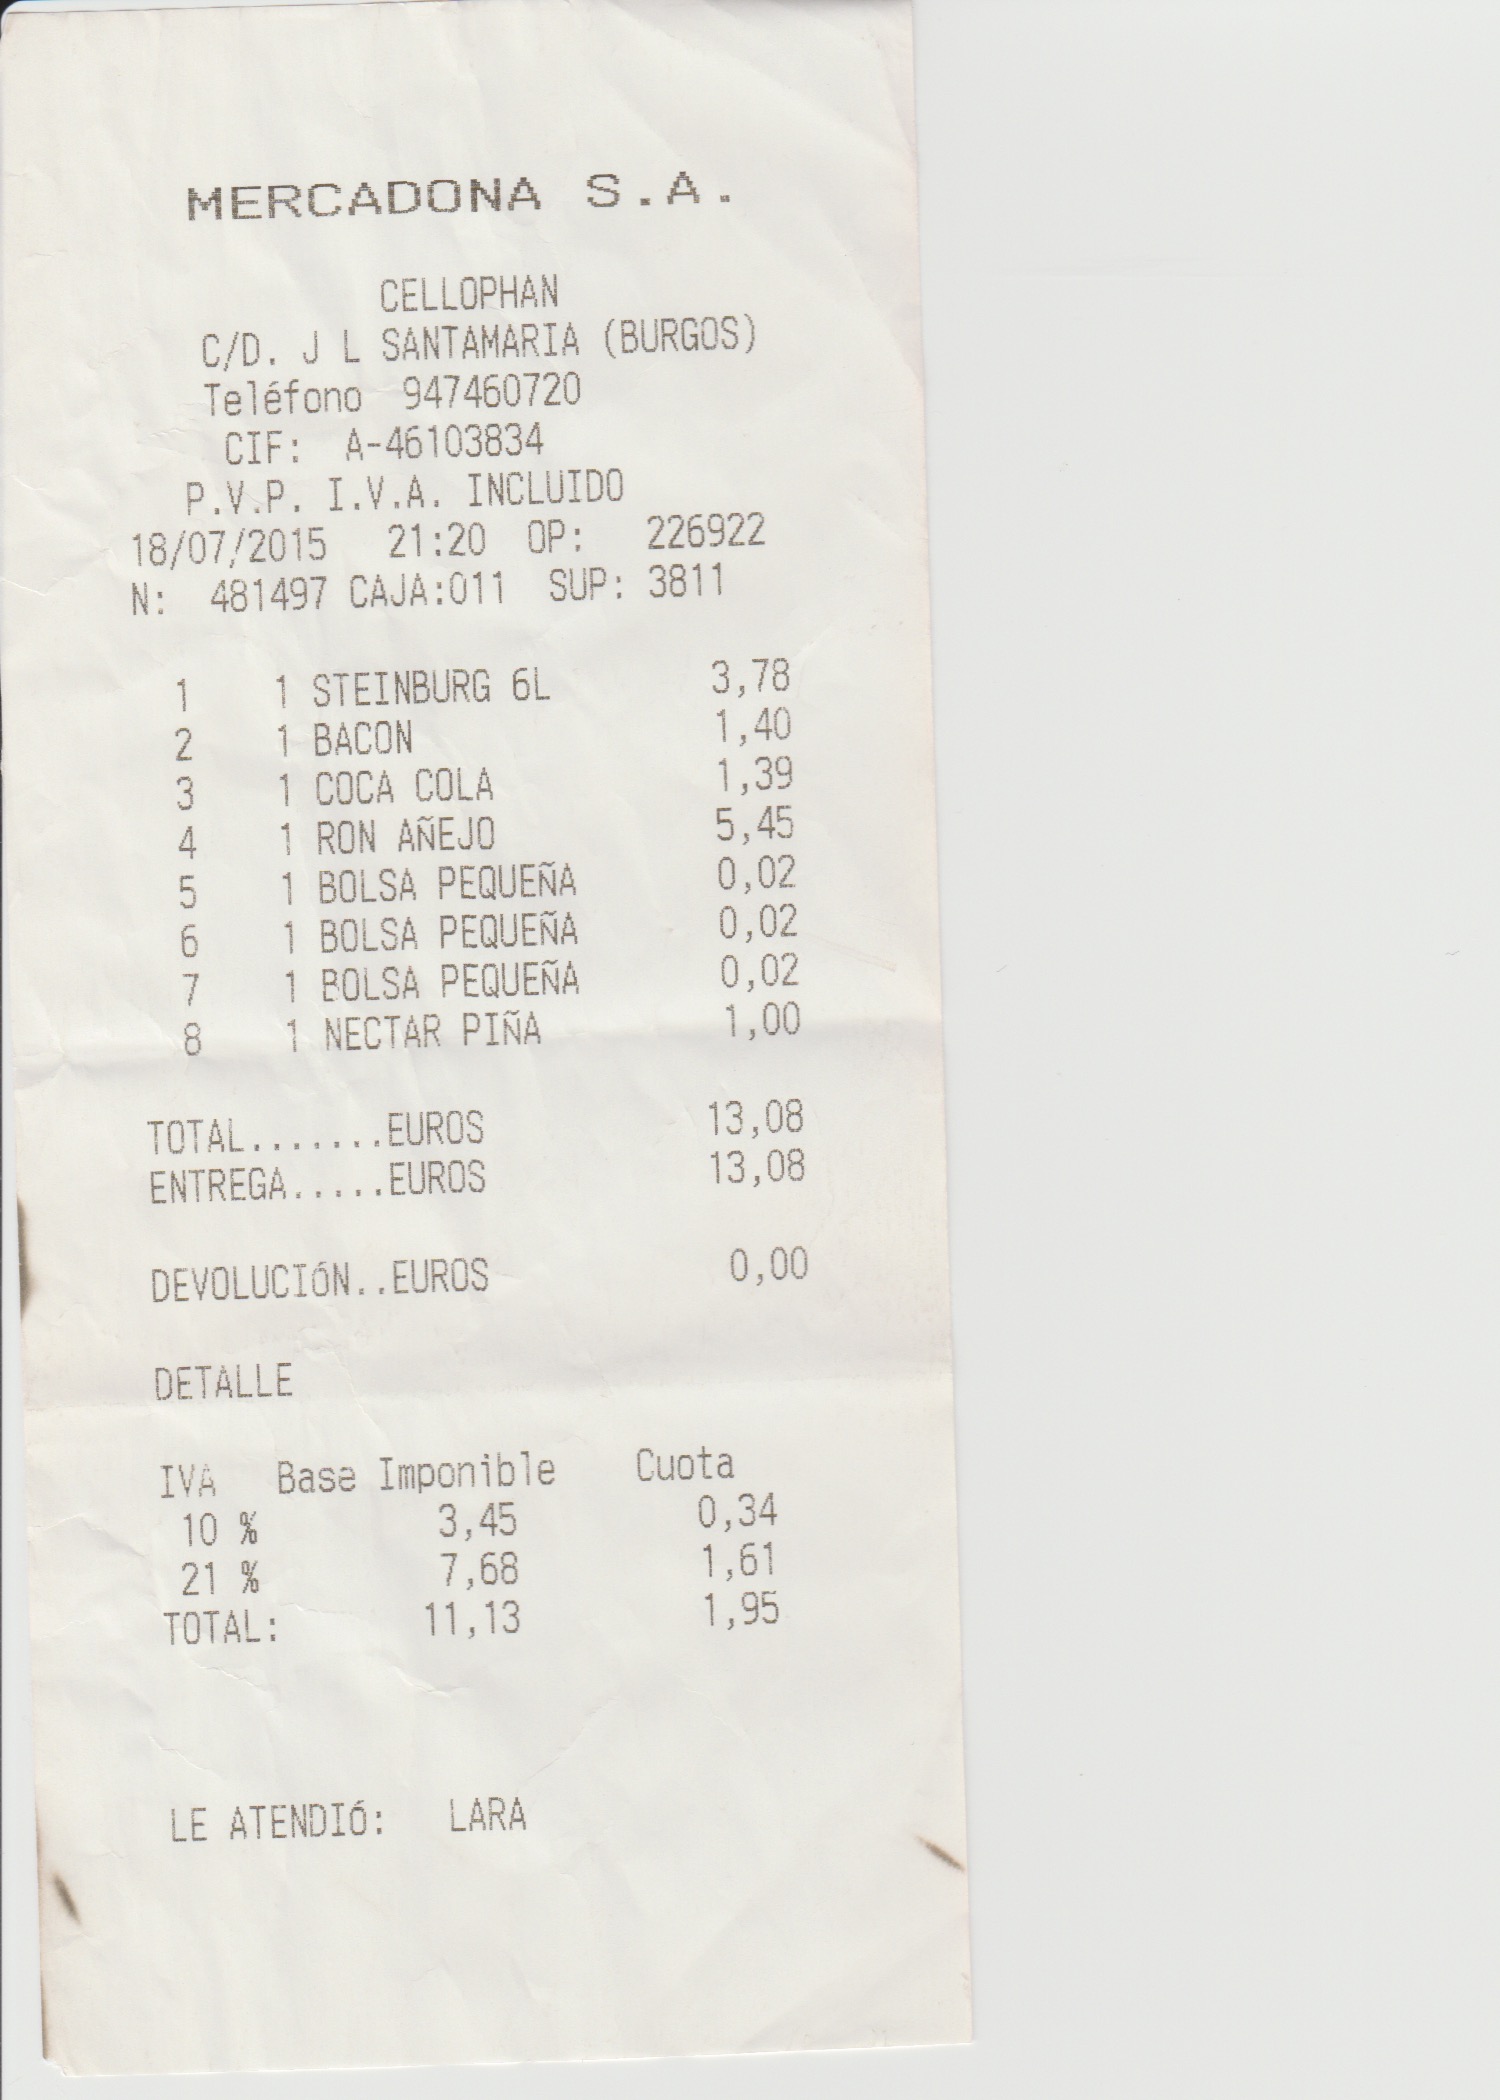 MERCADONA S.A.
CELLOPHAN
C/D. J L SANTAMARIA (BURGOS)
Teléfono 947460720
CIF: A-46103834
P.V.P. I.V.A. INCLUIDO
18/07/2015 21:20 OP: 226922
N: 481497 CAJA:011 SUP: 3811
1 1 STEINBURG 6L 3,78
2 1 BACON 1,40
3 1 COCA COLA 1,39
4 1 RON AÑEJO 5,45
5 1 BOLSA PEQUEÑA 0,02
6 1 BOLSA PEQUEÑA 0,02
7 1 BOLSA PEQUEÑA 0,02
8 1 NECTAR PIÑA 1,00
TOTAL.......EUROS 13,08
ENTREGA.....EUROS 13,08
DEVOLUCIÓN..EUROS 0,00
DETALLE
IVA Base Imponible Cuota
10 % 3,45 0,34
21 % 7,68 1,61
TOTAL: 11,13 1,95
LE ATENDIÓ: LARA